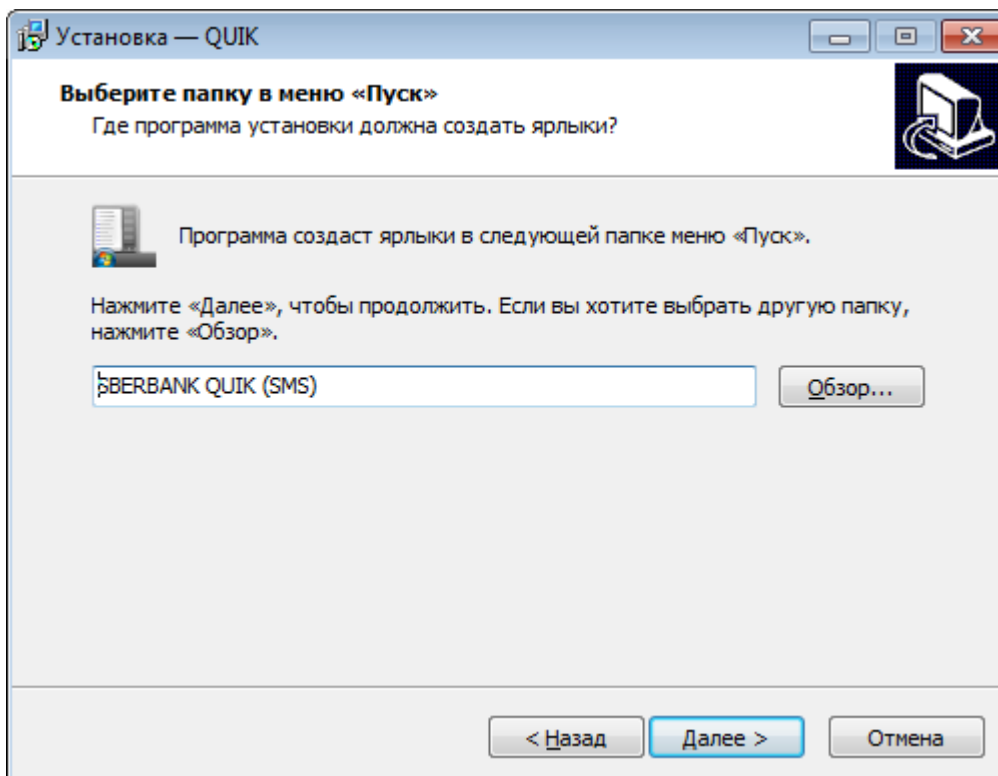 Установка — QUIK
Выберите папку в меню «Пуск»
Где программа установки должна создать ярлыки?
Программа создаст ярлыки в следующей папке меню «Пуск».
Нажмите «Далее», чтобы продолжить. Если вы хотите выбрать другую папку,
нажмите «Обзор».
SBERBANK QUIK (SMS)
Обзор...
< Назад
Далее >
Отмена